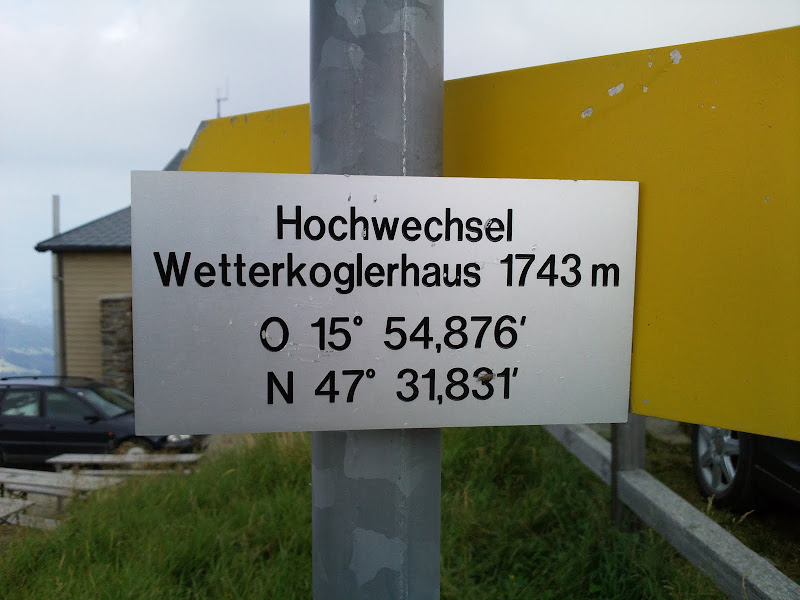 Hochwechsel
Wetterkoglerhaus 1743 m
O 15° 54,876'
N 47° 31,831'